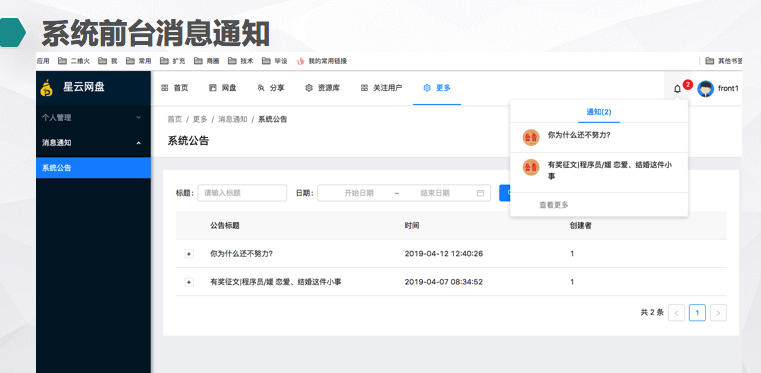 系统前台消息通知
应用 二维火 我 常用 扩充 商圈 技术 毕设 我的常用链接 其他书签
星云网盘 首页 网盘 分享 资源库 关注用户 更多 2 front1
个人管理
消息通知
系统公告
首页 / 更多 / 消息通知 / 系统公告
系统公告
通知(2)
公告 你为什么还不努力?
公告 有奖征文|程序员/媛 恋爱、结婚这件小
事
查看更多
标题: 请输入标题 日期: 开始日期 ~ 结束日期
公告标题 时间 创建者
+ 你为什么还不努力? 2019-04-12 12:40:26 1
+ 有奖征文|程序员/媛 恋爱、结婚这件小事 2019-04-07 08:34:52 1
共 2 条 < 1 >